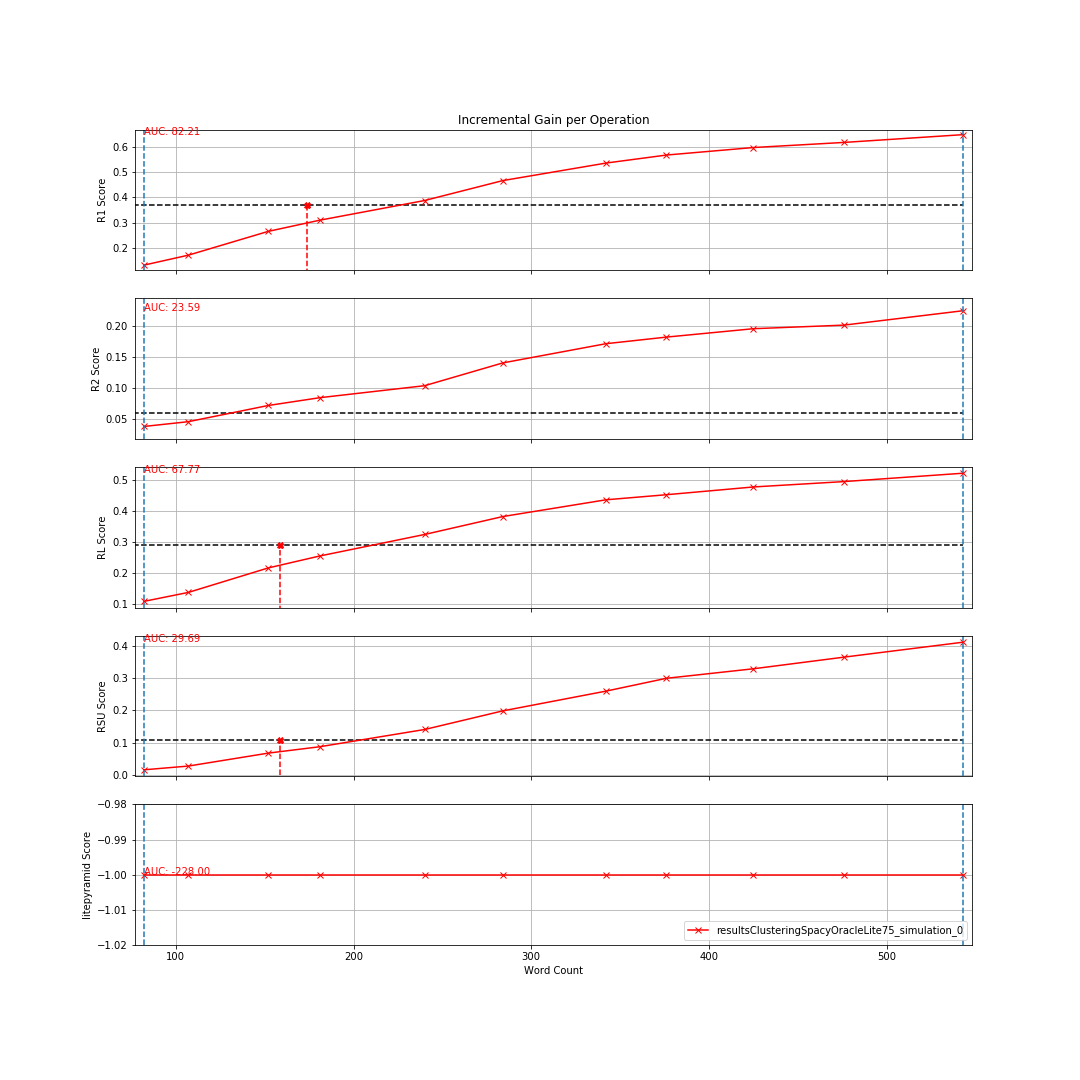 Incremental Gain per Operation
AUC: 82.21
0.6
0.5
0.4
0.3
0.2
R1 Score
AUC: 23.59
0.20
0.15
0.10
0.05
R2 Score
AUC: 67.77
0.5
0.4
0.3
0.2
0.1
RL Score
AUC: 29.69
0.4
0.3
0.2
0.1
0.0
RSU Score
−0.98
−0.99
−1.00
−1.01
−1.02
litepyramid Score
AUC: -228.00
resultsClusteringSpacyOracleLite75_simulation_0
100 200 300 400 500
Word Count